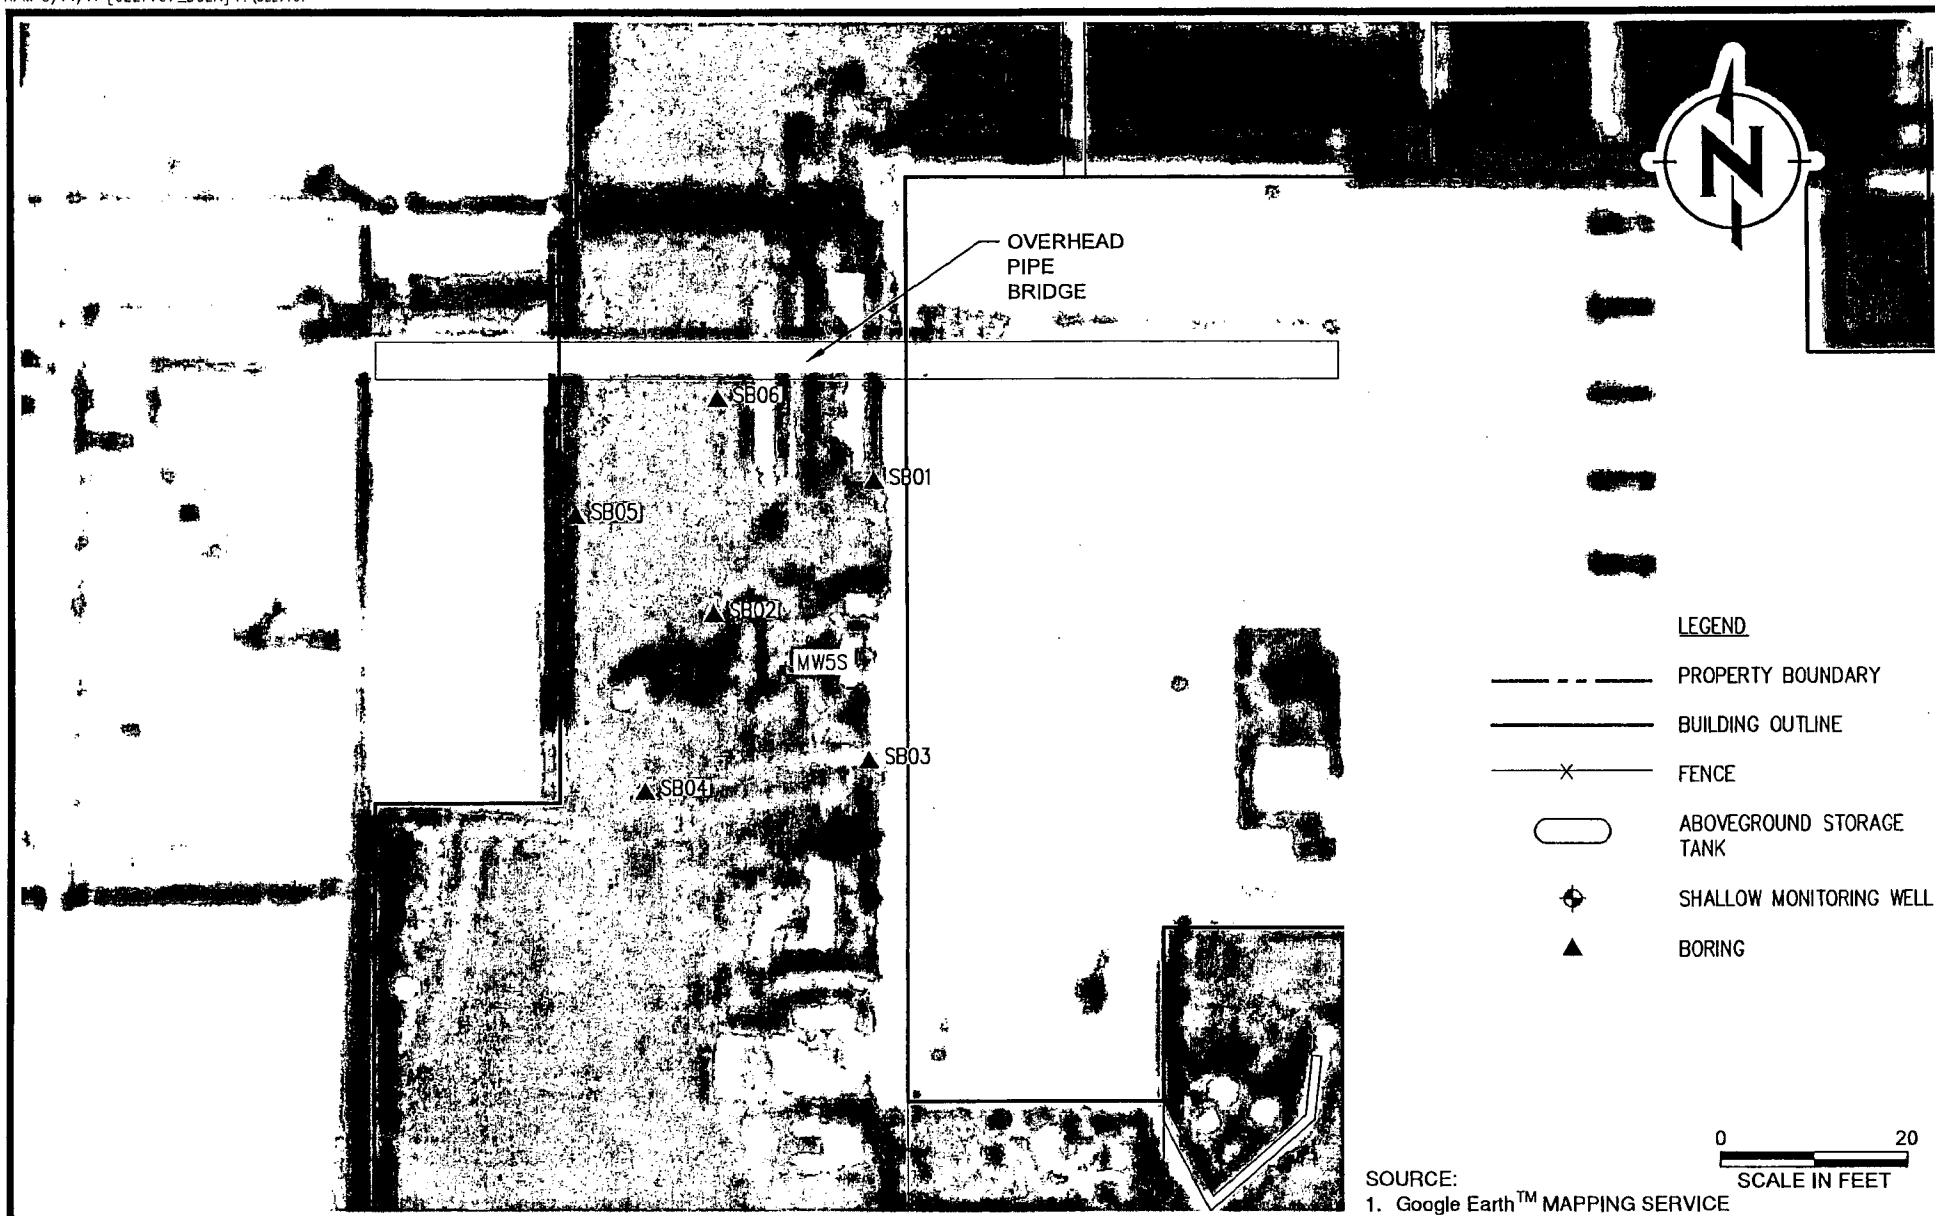 N
OVERHEAD
PIPE
BRIDGE
SB06
SB01
SB05
SB02
MW5S
SB03
SB04
LEGEND
PROPERTY BOUNDARY
BUILDING OUTLINE
X
FENCE
ABOVEGROUND STORAGE
TANK
SHALLOW MONITORING WELL
BORING
0 20
SCALE IN FEET
SOURCE:
1. Google Earth™ MAPPING SERVICE